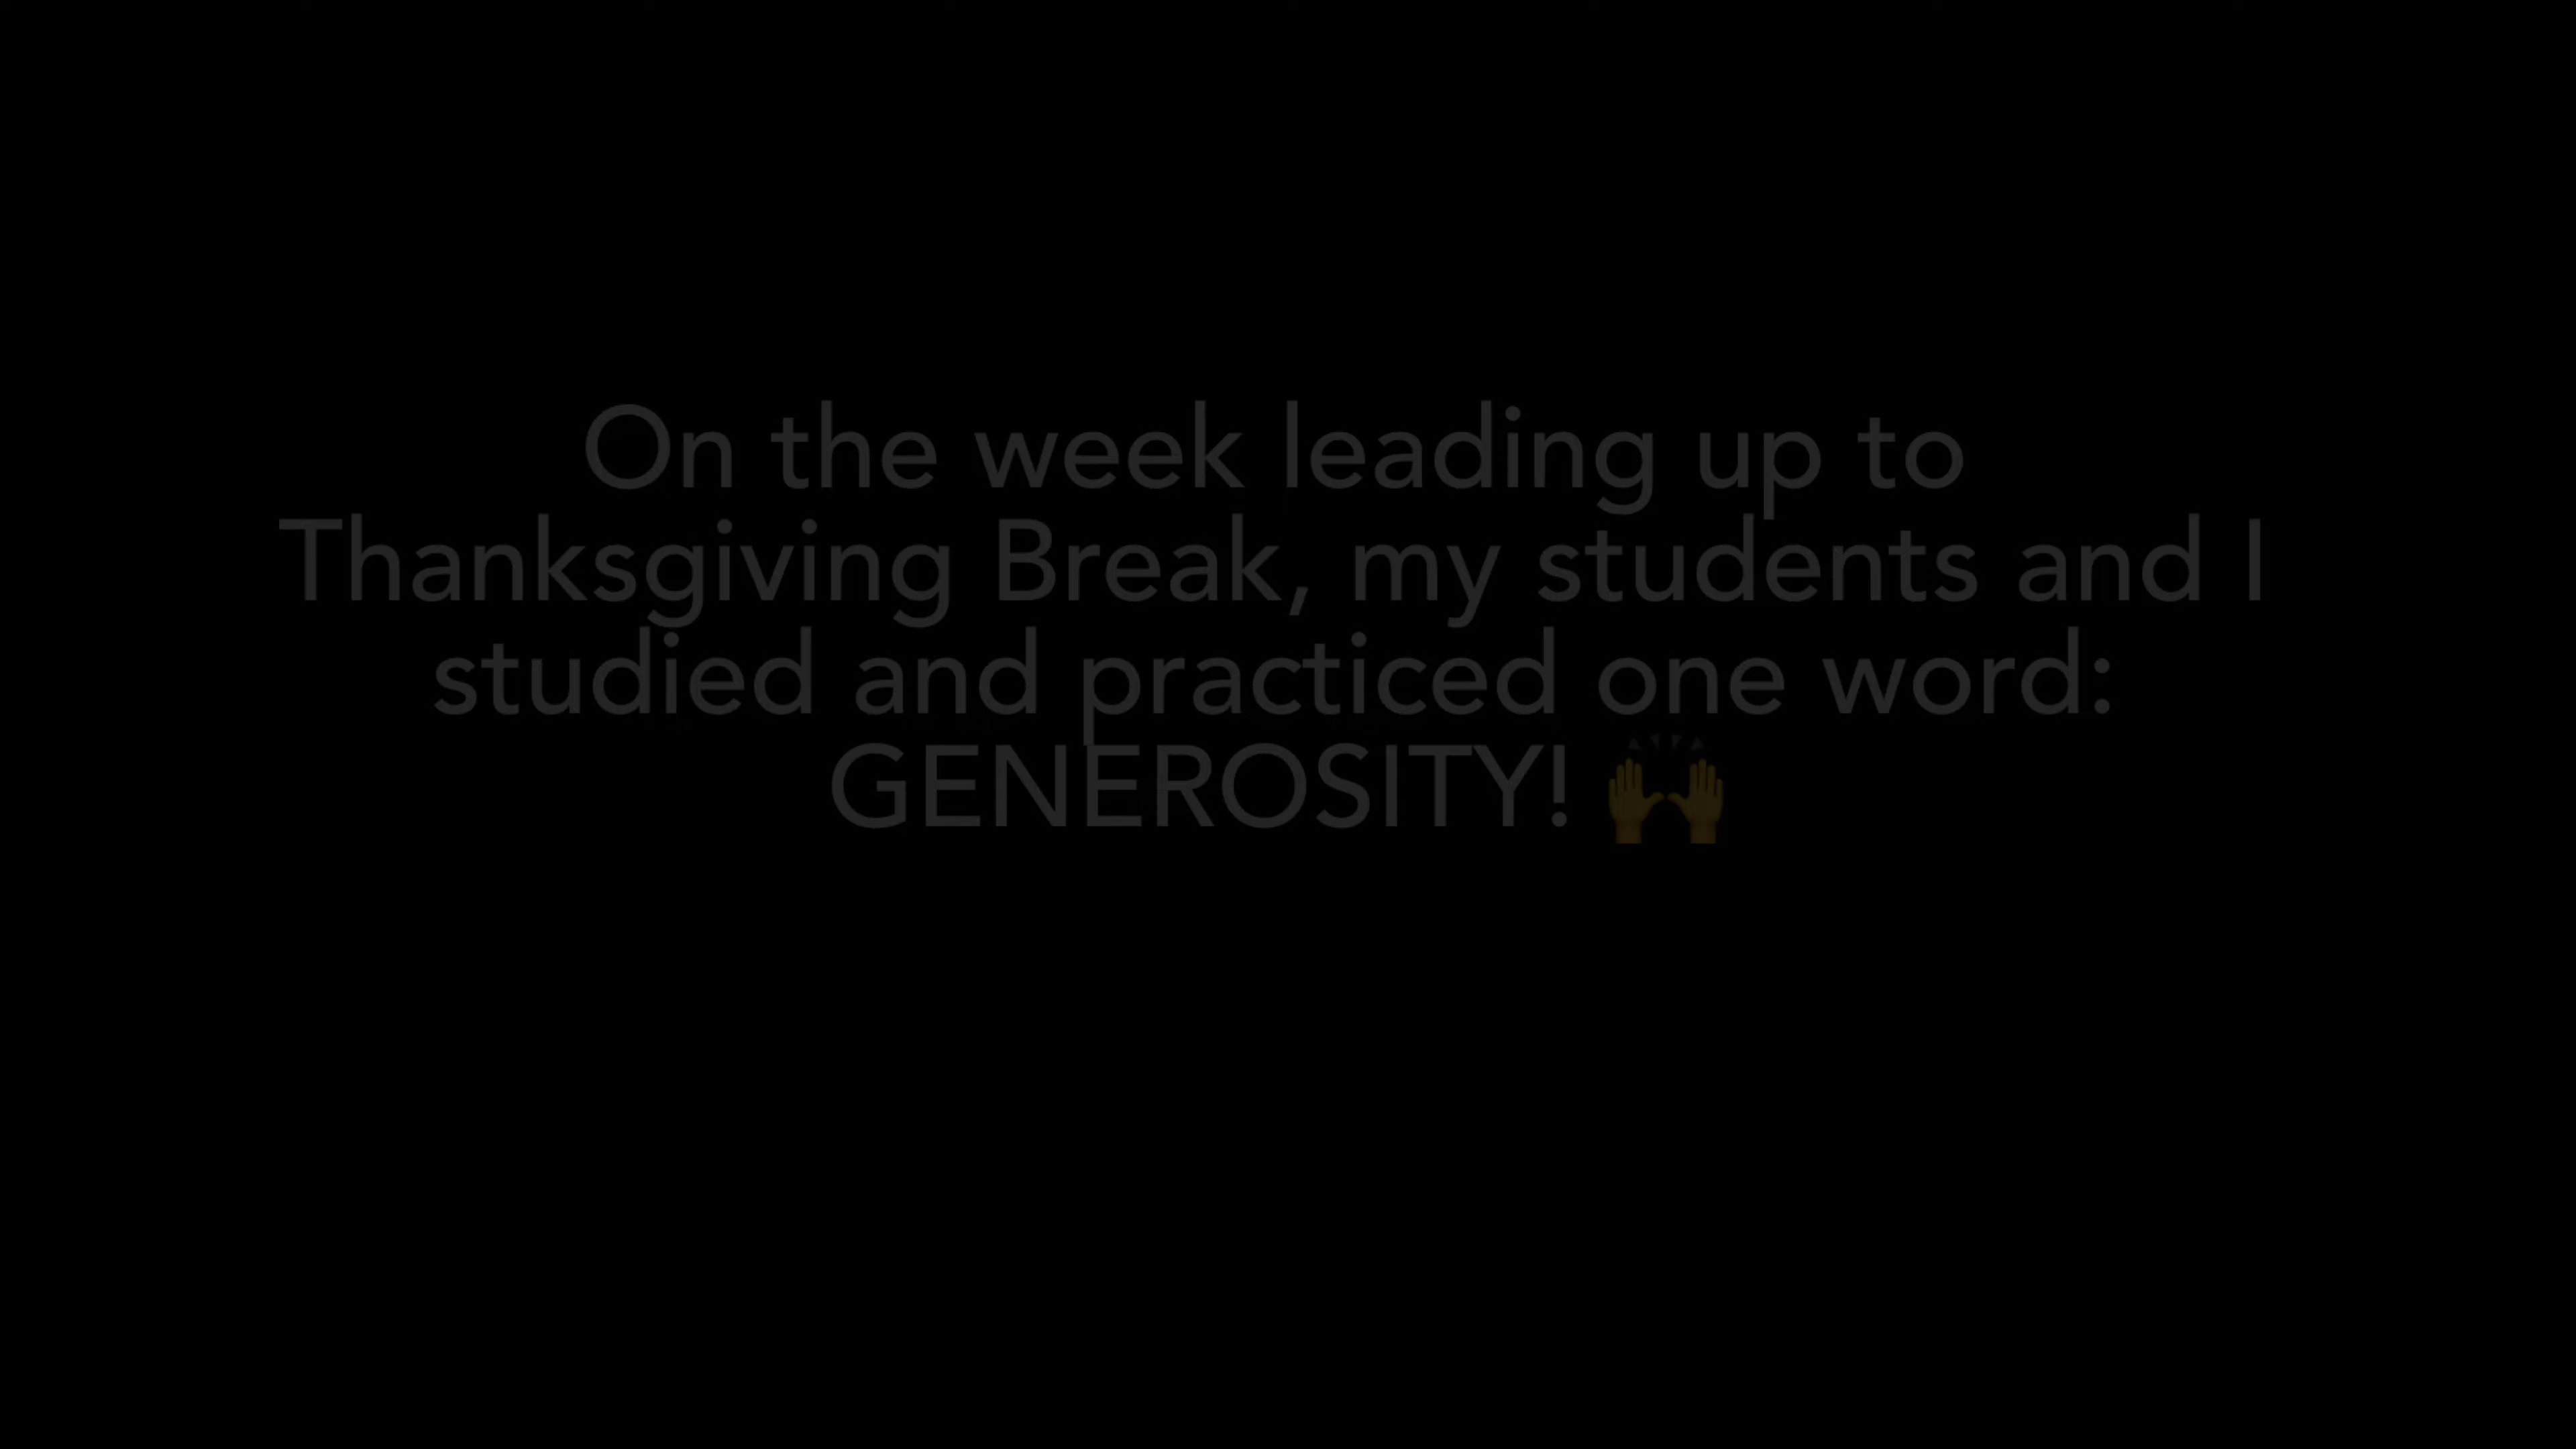 On the week leading up to
Thanksgiving Break, my students and I
studied and practiced one word:
GENEROSITY! 🙌